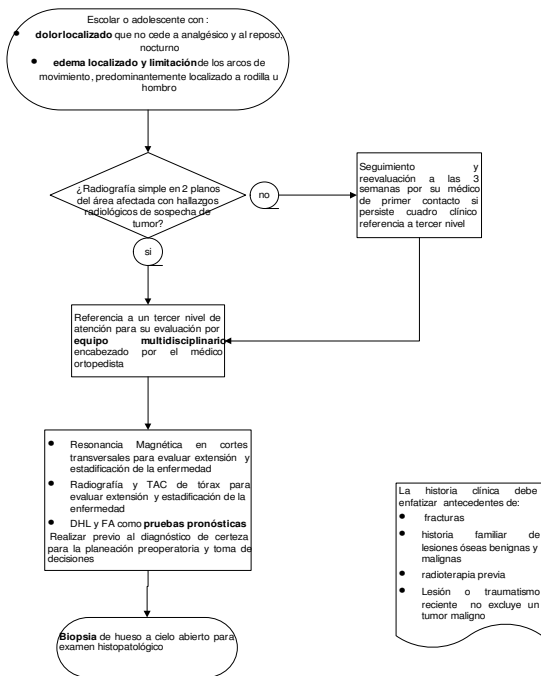 Escolar o adolescente con :
• dolorlocalizado que no cede a analgésico y al reposo,
nocturno
• edema localizado y limitaciónde los arcos de
movimiento, predominantemente localizado a rodilla u
hombro
¿Radiografía simple en 2 planos
del área afectada con hallazgos
radiológicos de sospecha de
tumor?
no
Seguimiento y
reevaluación a las 3
semanas por su médico
de primer contacto si
persiste cuadro clínico
referencia a tercer nivel
si
Referencia a un tercer nivel de
atención para su evaluación por
equipo multidisciplinario
encabezado por el médico
ortopedista
• Resonancia Magnética en cortes
transversales para evaluar extensión y
estadificación de la enfermedad
• Radiografía y TAC de tórax para
evaluar extensión y estadificación de la
enfermedad
• DHL y FA como pruebas pronósticas
Realizar previo al diagnóstico de certeza
para la planeación preoperatoria y toma de
decisiones
Biopsia de hueso a cielo abierto para
examen histopatológico
La historia clínica debe
enfatizar antecedentes de:
• fracturas
• historia familiar de
lesiones óseas benignas y
malignas
• radioterapia previa
• Lesión o traumatismo
reciente no excluye un
tumor maligno